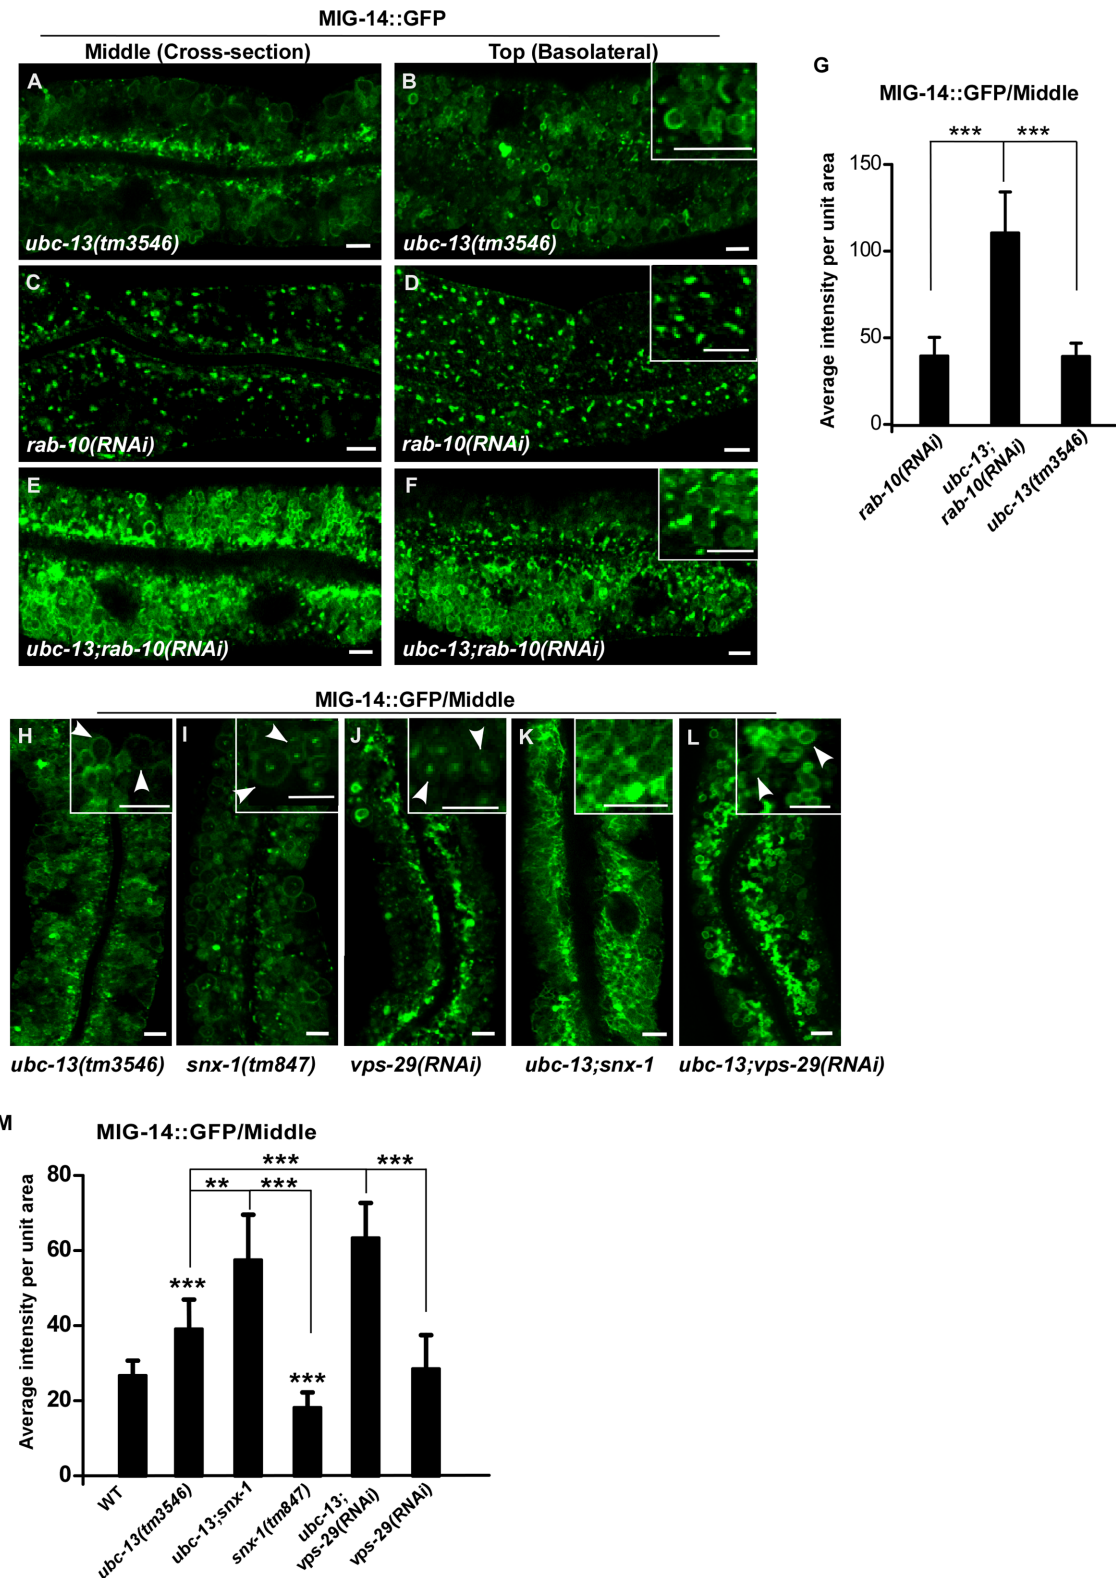 MIG-14::GFP
Middle (Cross-section)
Top (Basolateral)
A
ubc-13(tm3546)
B
ubc-13(tm3546)
C
rab-10(RNAi)
D
rab-10(RNAi)
E
ubc-13;rab-10(RNAi)
F
ubc-13;rab-10(RNAi)
G
MIG-14::GFP/Middle
*** ***
Average intensity per unit area
150
100
50
0
rab-10(RNAi)
ubc-13;
rab-10(RNAi)
ubc-13(tm3546)
MIG-14::GFP/Middle
H
I
J
K
L
ubc-13(tm3546)
snx-1(tm847)
vps-29(RNAi)
ubc-13;snx-1
ubc-13;vps-29(RNAi)
M
MIG-14::GFP/Middle
*** ***
** ***
***
***
Average intensity per unit area
80
60
40
20
0
WT
ubc-13(tm3546)
ubc-13;snx-1
snx-1(tm847)
ubc-13;
vps-29(RNAi)
vps-29(RNAi)